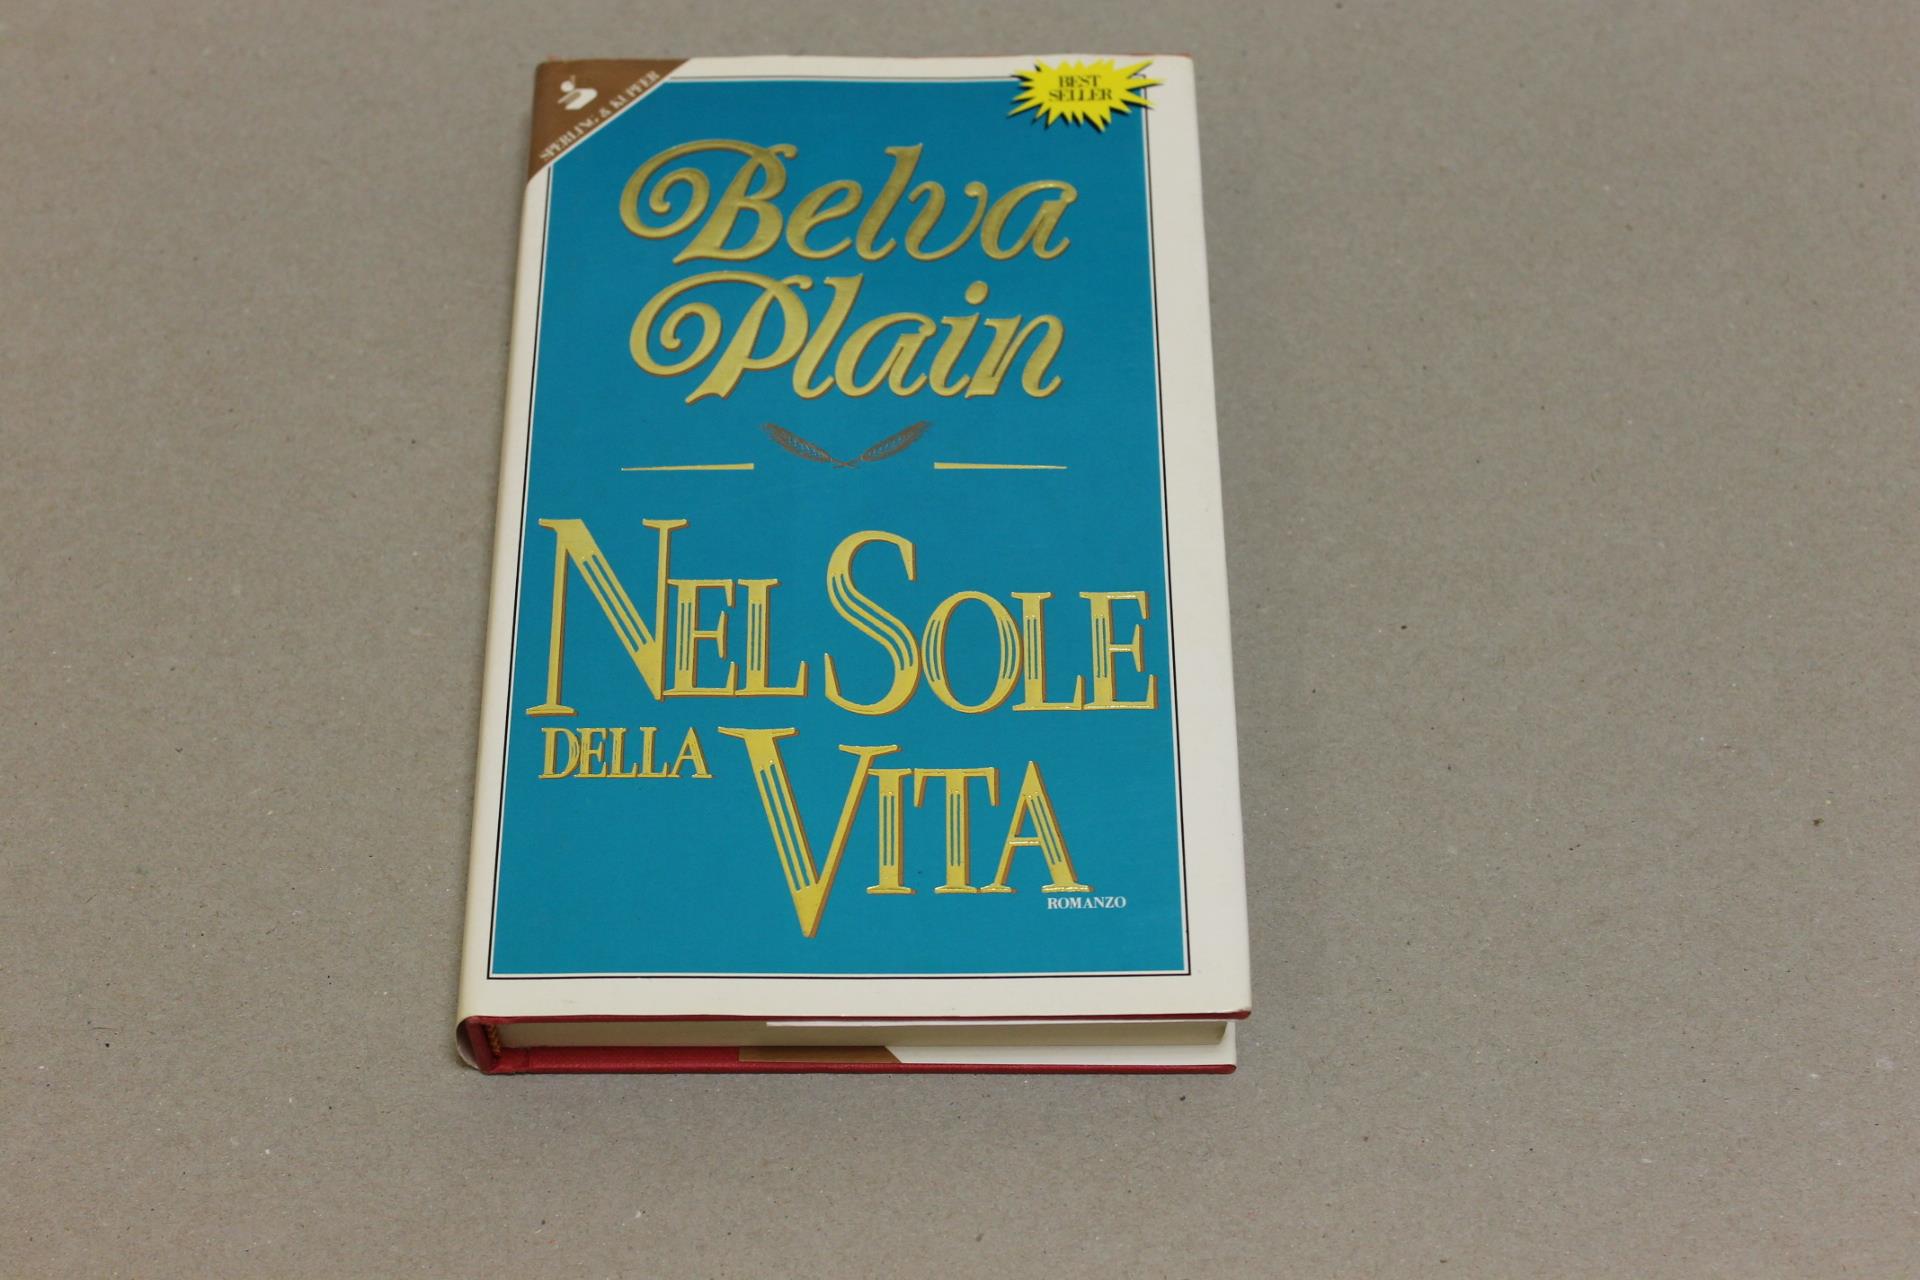 SPERLING & KUPFER
BEST
SELLER
Belva
Plain
NEL SOLE
DELLA VITA
ROMANZO